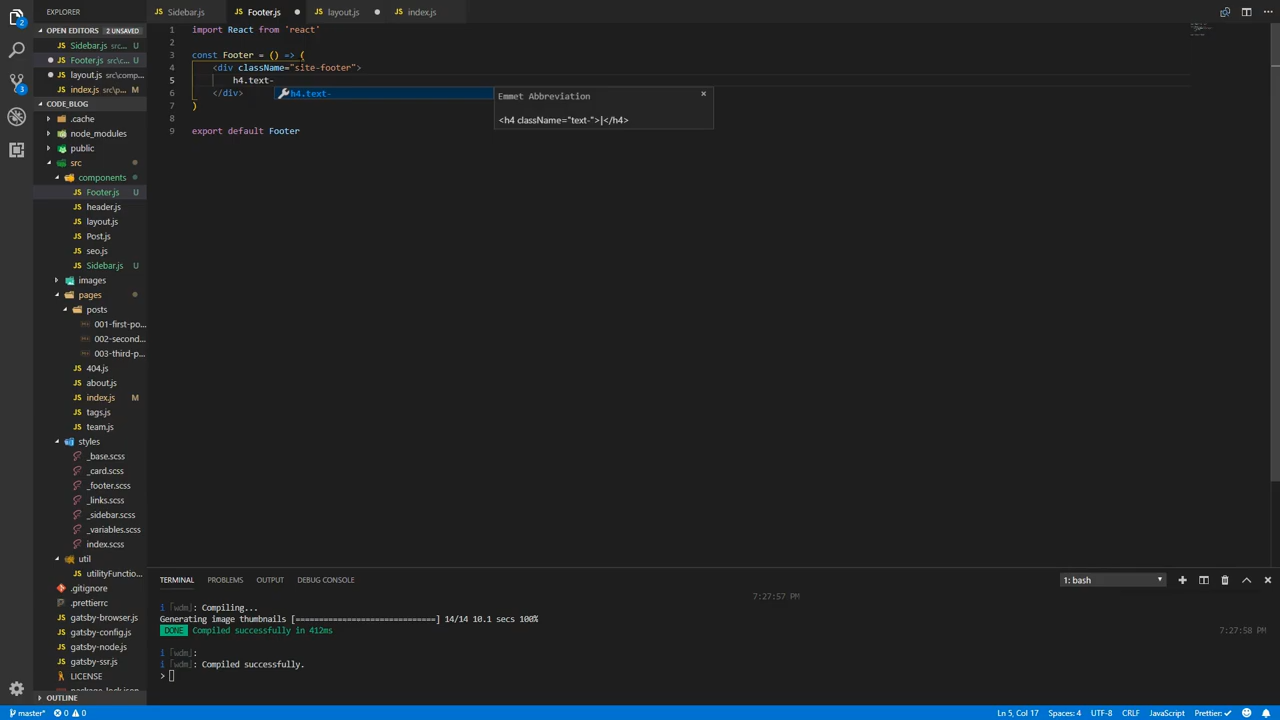 EXPLORER
Sidebar.js
Footer.js
layout.js
index.js
OPEN EDITORS 2 UNSAVED
Sidebar.js src\co... U
Footer.js src\c... U
layout.js src\comp...
index.js src\p... M
CODE_BLOG
.cache
node_modules
public
src
components
JS Footer.js U
JS header.js
JS layout.js
JS Post.js
JS seo.js
JS Sidebar.js U
images
pages
posts
001-first-po...
002-second...
003-third-p...
JS 404.js
JS about.js
JS index.js M
JS tags.js
JS team.js
styles
_base.scss
_card.scss
_footer.scss
_links.scss
_sidebar.scss
_variables.scss
index.scss
util
JS utilityFunctio...
.gitignore
.prettierrc
JS gatsby-browser.js
JS gatsby-config.js
JS gatsby-node.js
JS gatsby-ssr.js
LICENSE
package-lock.json
OUTLINE
1 import React from 'react'
2
3 const Footer = () => (
4 <div className="site-footer">
5 h4.text-
6 </div>
7 )
8
9 export default Footer
h4.text-
Emmet Abbreviation ×
<h4 className="text-">|</h4>
TERMINAL PROBLEMS OUTPUT DEBUG CONSOLE 1: bash
7:27:57 PM
i ｢wdm｣: Compiling...
Generating image thumbnails [==============================] 14/14 10.1 secs 100%
DONE Compiled successfully in 412ms 7:27:58 PM
i ｢wdm｣:
i ｢wdm｣: Compiled successfully.
>
master* 0 0 Ln 5, Col 17 Spaces: 4 UTF-8 CRLF JavaScript Prettier: ✓